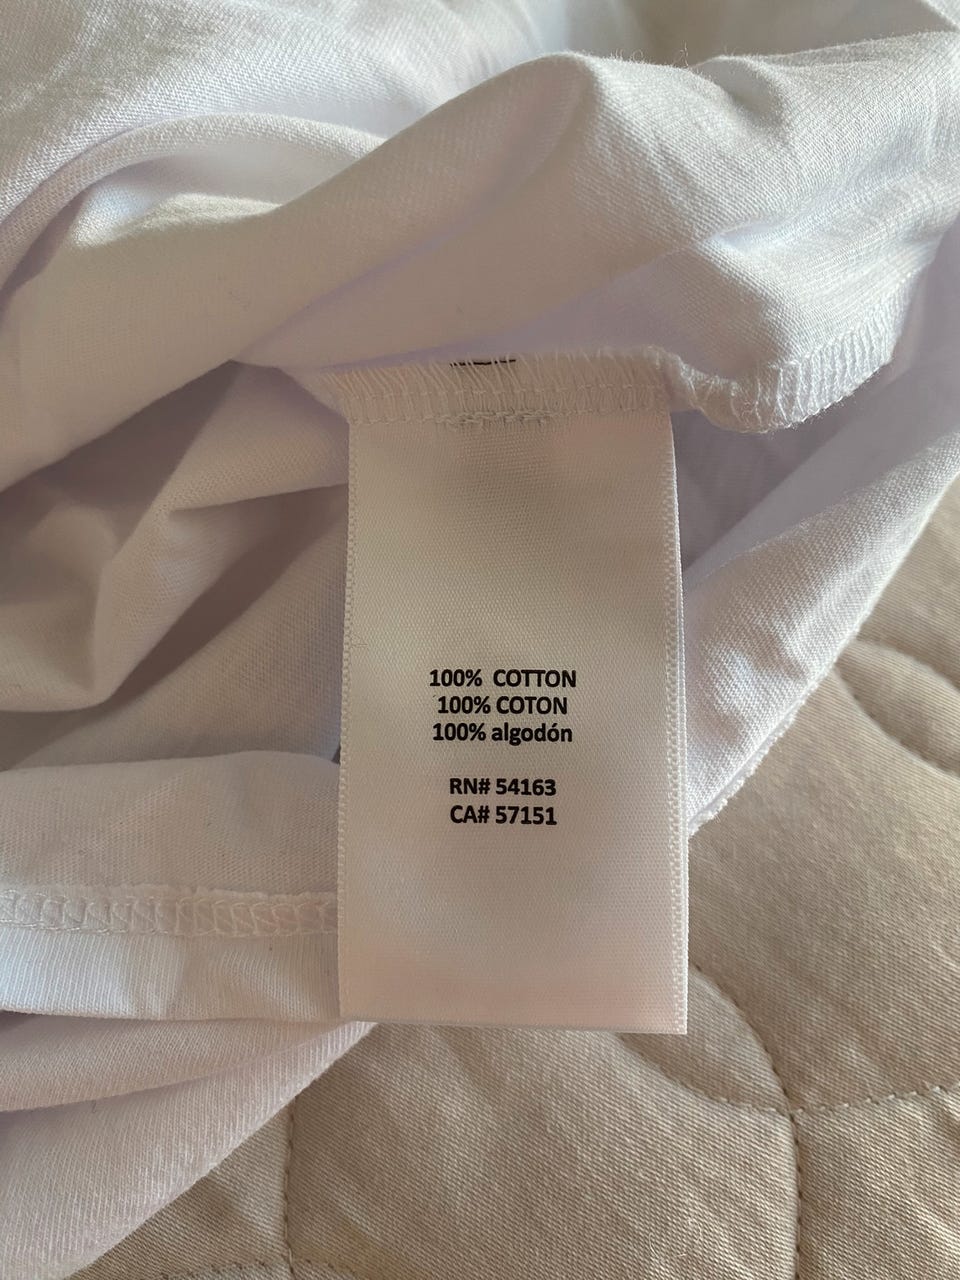 100% COTTON
100% COTON
100% algodón
RN# 54163
CA# 57151